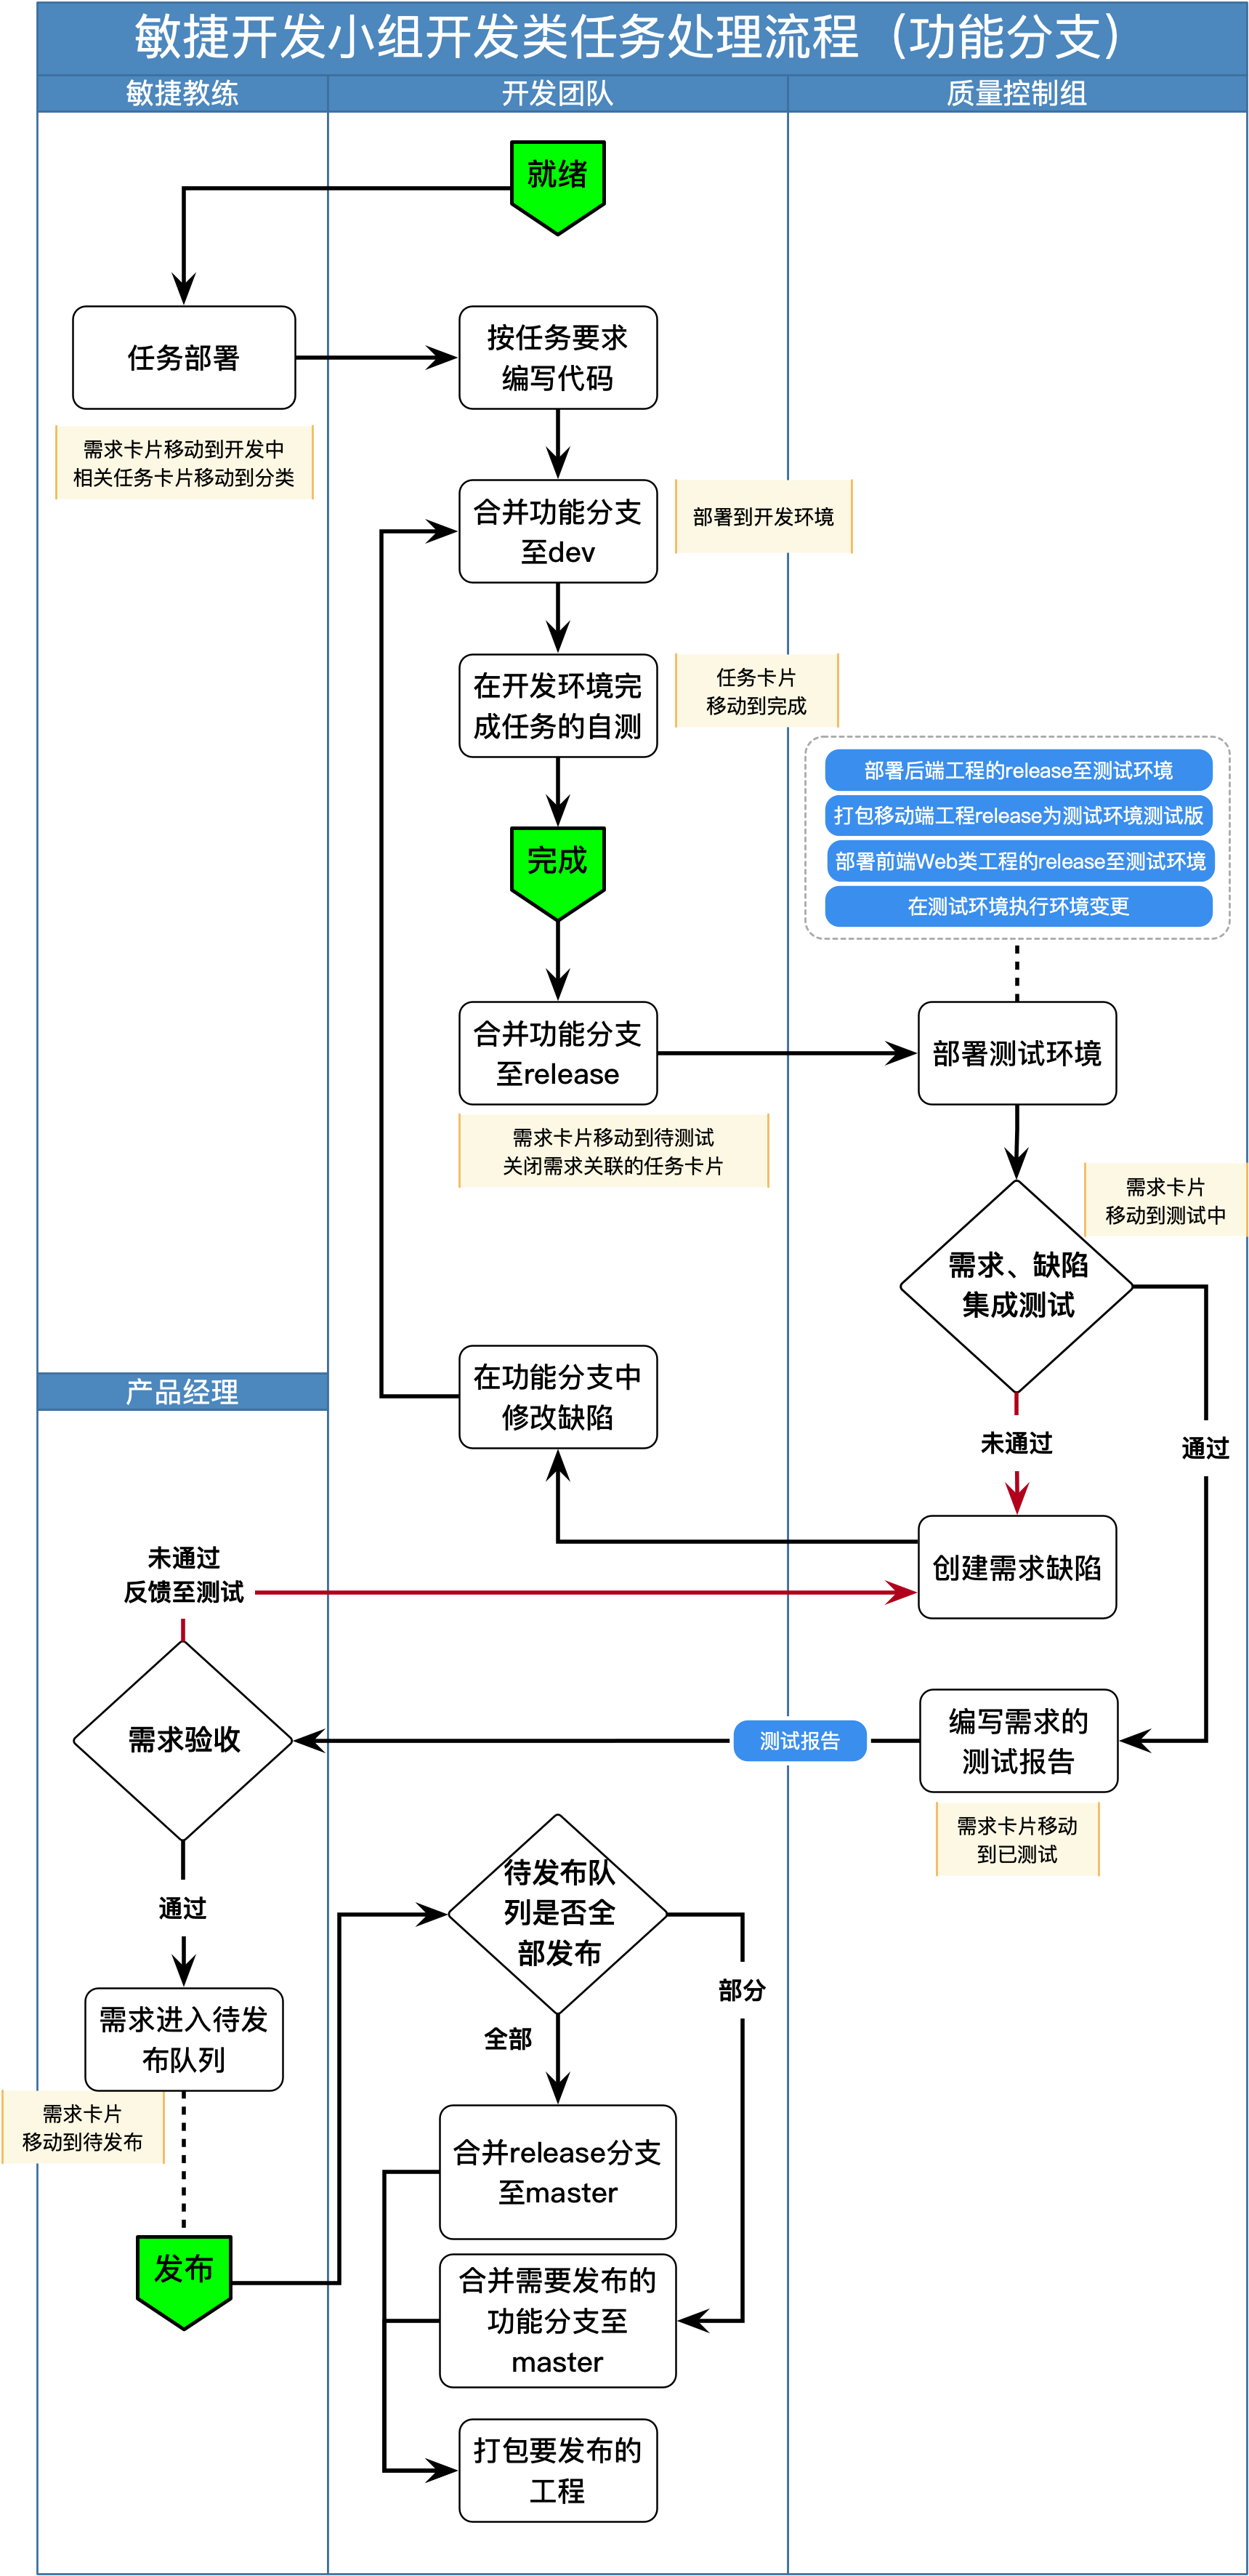 敏捷开发小组开发类任务处理流程（功能分支）
敏捷教练
开发团队
质量控制组
就绪
任务部署
需求卡片移动到开发中
相关任务卡片移动到分类
按任务要求
编写代码
合并功能分支
至dev
部署到开发环境
在开发环境完
成任务的自测
任务卡片
移动到完成
部署后端工程的release至测试环境
打包移动端工程release为测试环境测试版
部署前端Web类工程的release至测试环境
在测试环境执行环境变更
完成
合并功能分支
至release
需求卡片移动到待测试
关闭需求关联的任务卡片
部署测试环境
需求卡片
移动到测试中
需求、缺陷
集成测试
未通过
通过
在功能分支中
修改缺陷
产品经理
创建需求缺陷
未通过
反馈至测试
需求验收
测试报告
编写需求的
测试报告
需求卡片移动
到已测试
通过
待发布队
列是否全
部发布
部分
全部
需求进入待发
布队列
需求卡片
移动到待发布
合并release分支
至master
发布
合并需要发布的
功能分支至
master
打包要发布的
工程